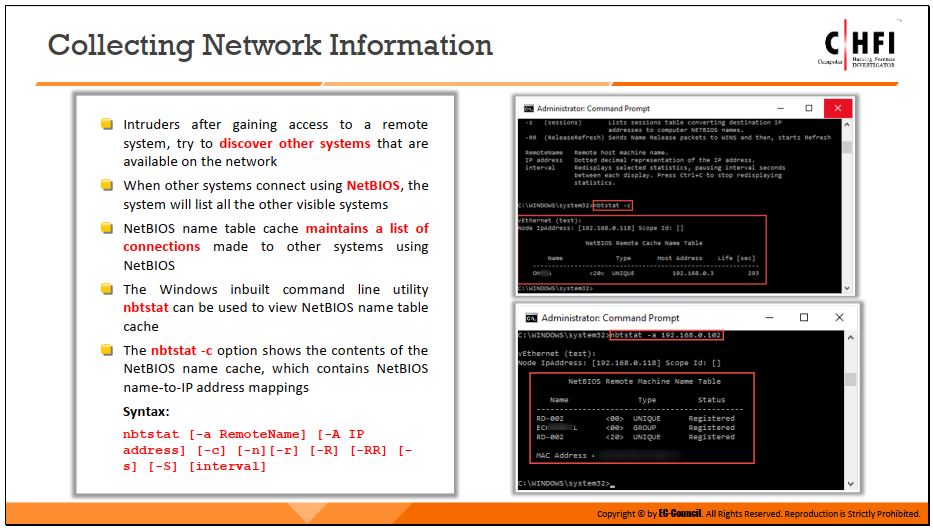 Collecting Network Information
CHFI
Computer Hacking Forensic
INVESTIGATOR
Intruders after gaining access to a remote
system, try to discover other systems that are
available on the network
When other systems connect using NetBIOS, the
system will list all the other visible systems
NetBIOS name table cache maintains a list of
connections made to other systems using
NetBIOS
The Windows inbuilt command line utility
nbtstat can be used to view NetBIOS name table
cache
The nbtstat -c option shows the contents of the
NetBIOS name cache, which contains NetBIOS
name-to-IP address mappings
Syntax:
nbtstat [-a RemoteName] [-A IP
address] [-c] [-n][-r] [-R] [-RR] [-
s] [-S] [interval]
Administrator: Command Prompt
-s (sessions) Lists sessions table converting destination IP
addresses to computer NETBIOS names.
-RR (ReleaseRefresh) Sends Name Release packets to WINS and then, starts Refresh
RemoteName Remote host machine name.
IP address Dotted decimal representation of the IP address.
interval Redisplays selected statistics, pausing interval seconds
between each display. Press Ctrl+C to stop redisplaying
statistics.
C:\WINDOWS\system32>nbtstat -c
vEthernet (test):
Node IpAddress: [192.168.0.118] Scope Id: []
NetBIOS Remote Cache Name Table
Name Type Host Address Life [sec]
<20> UNIQUE 192.168.0.3 293
C:\WINDOWS\system32>
Administrator: Command Prompt
C:\WINDOWS\system32>nbtstat -a 192.168.0.102
vEthernet (test):
Node IpAddress: [192.168.0.118] Scope Id: []
NetBIOS Remote Machine Name Table
Name Type Status
RD-002 <00> UNIQUE Registered
<00> GROUP Registered
RD-002 <20> UNIQUE Registered
MAC Address
C:\WINDOWS\system32>_
Copyright © by EC-Council. All Rights Reserved. Reproduction is Strictly Prohibited.